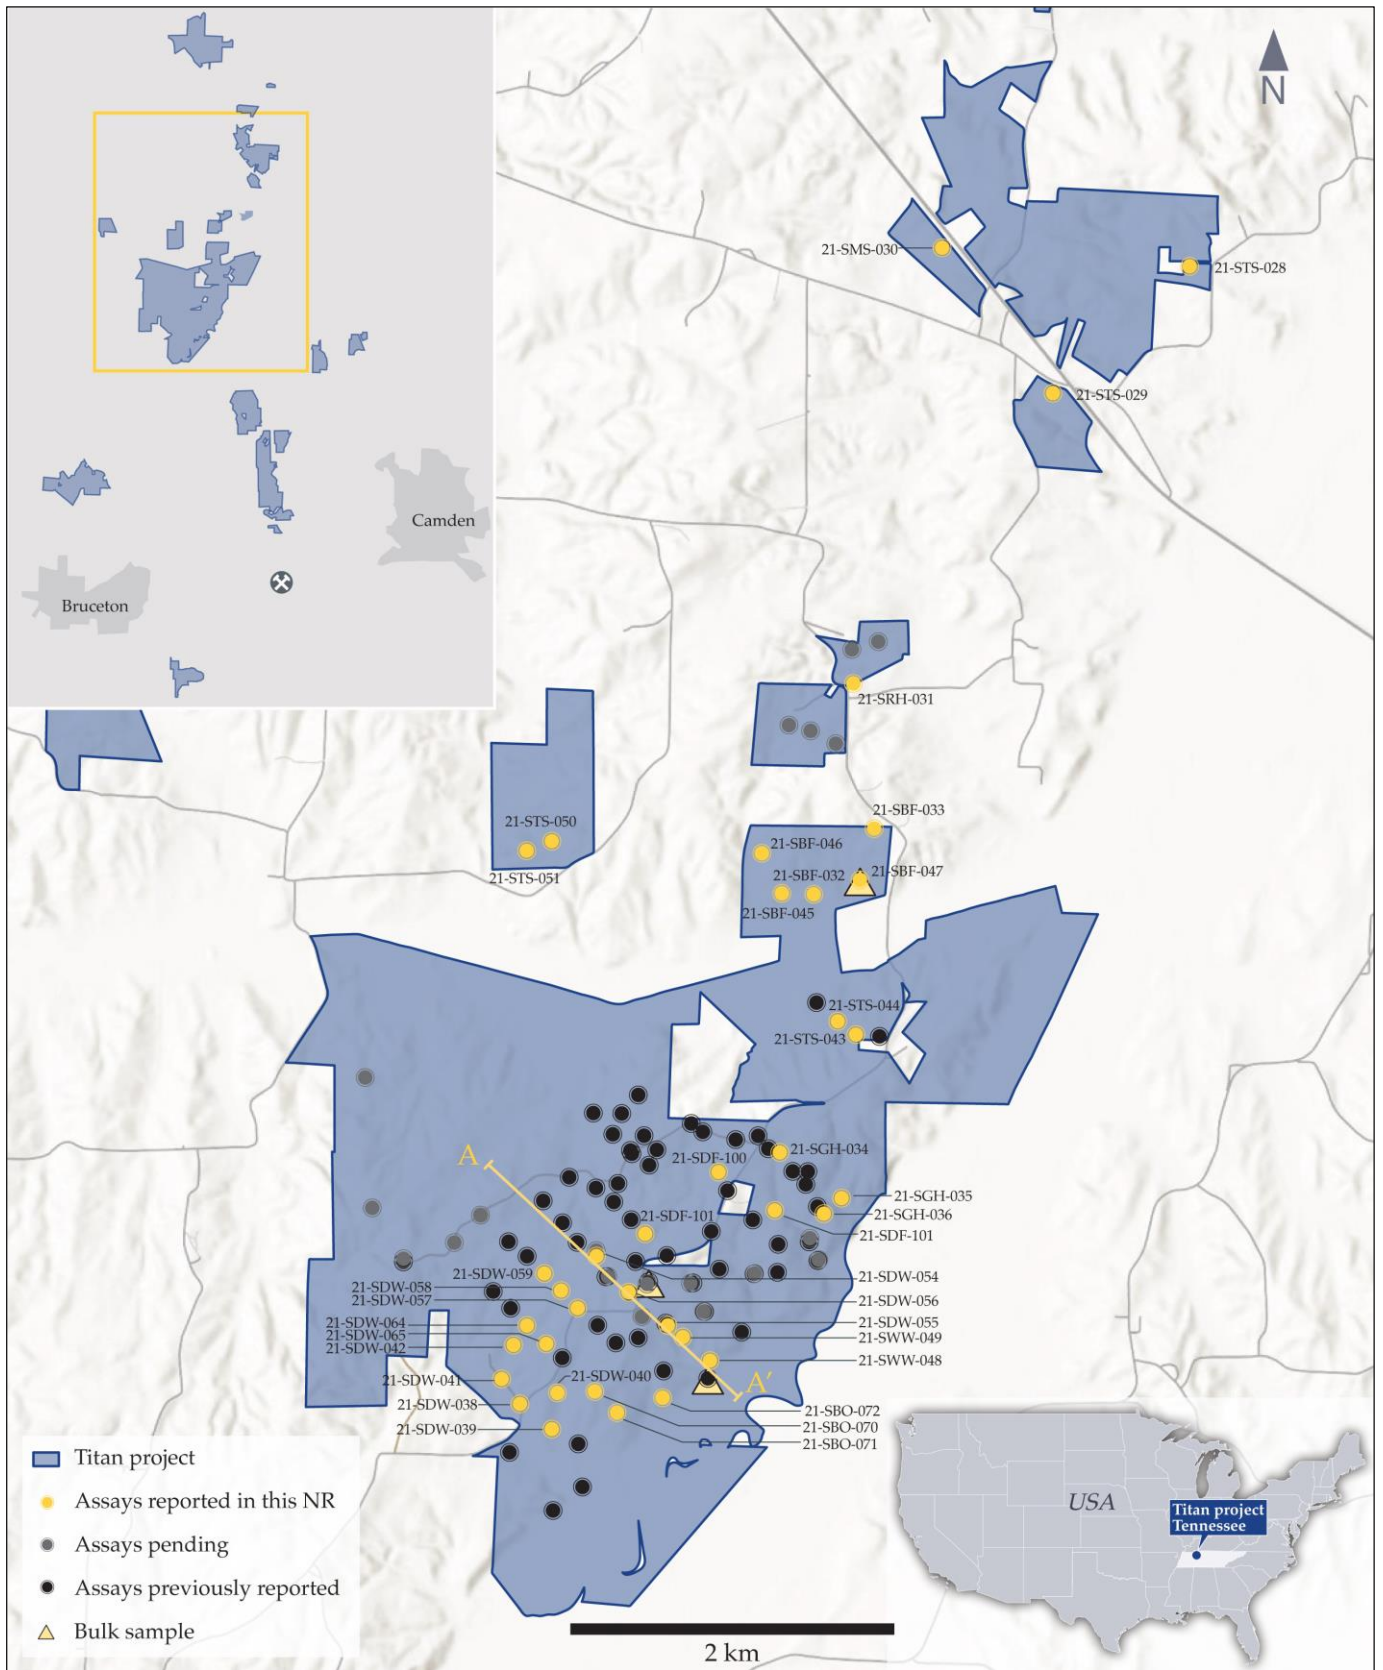 N
21-SMS-030
21-STS-028
21-STS-029
Camden
Bruceton
21-SRH-031
21-SBF-033
21-STS-050
21-SBF-046
21-SBF-032
21-SBF-047
21-STS-051
21-SBF-045
21-STS-044
21-STS-043
A
21-SDF-100
21-SGH-034
21-SGH-035
21-SDF-101
21-SGH-036
21-SDF-101
21-SDW-059
21-SDW-054
21-SDW-058
21-SDW-057
21-SDW-056
21-SDW-064
21-SDW-055
21-SDW-065
21-SWW-049
21-SDW-042
21-SWW-048
21-SDW-041
21-SDW-040
A'
21-SDW-038
21-SBO-072
21-SDW-039
21-SBO-070
21-SBO-071
Titan project
Assays reported in this NR
Assays pending
Assays previously reported
Bulk sample
2 km
USA
Titan project
Tennessee